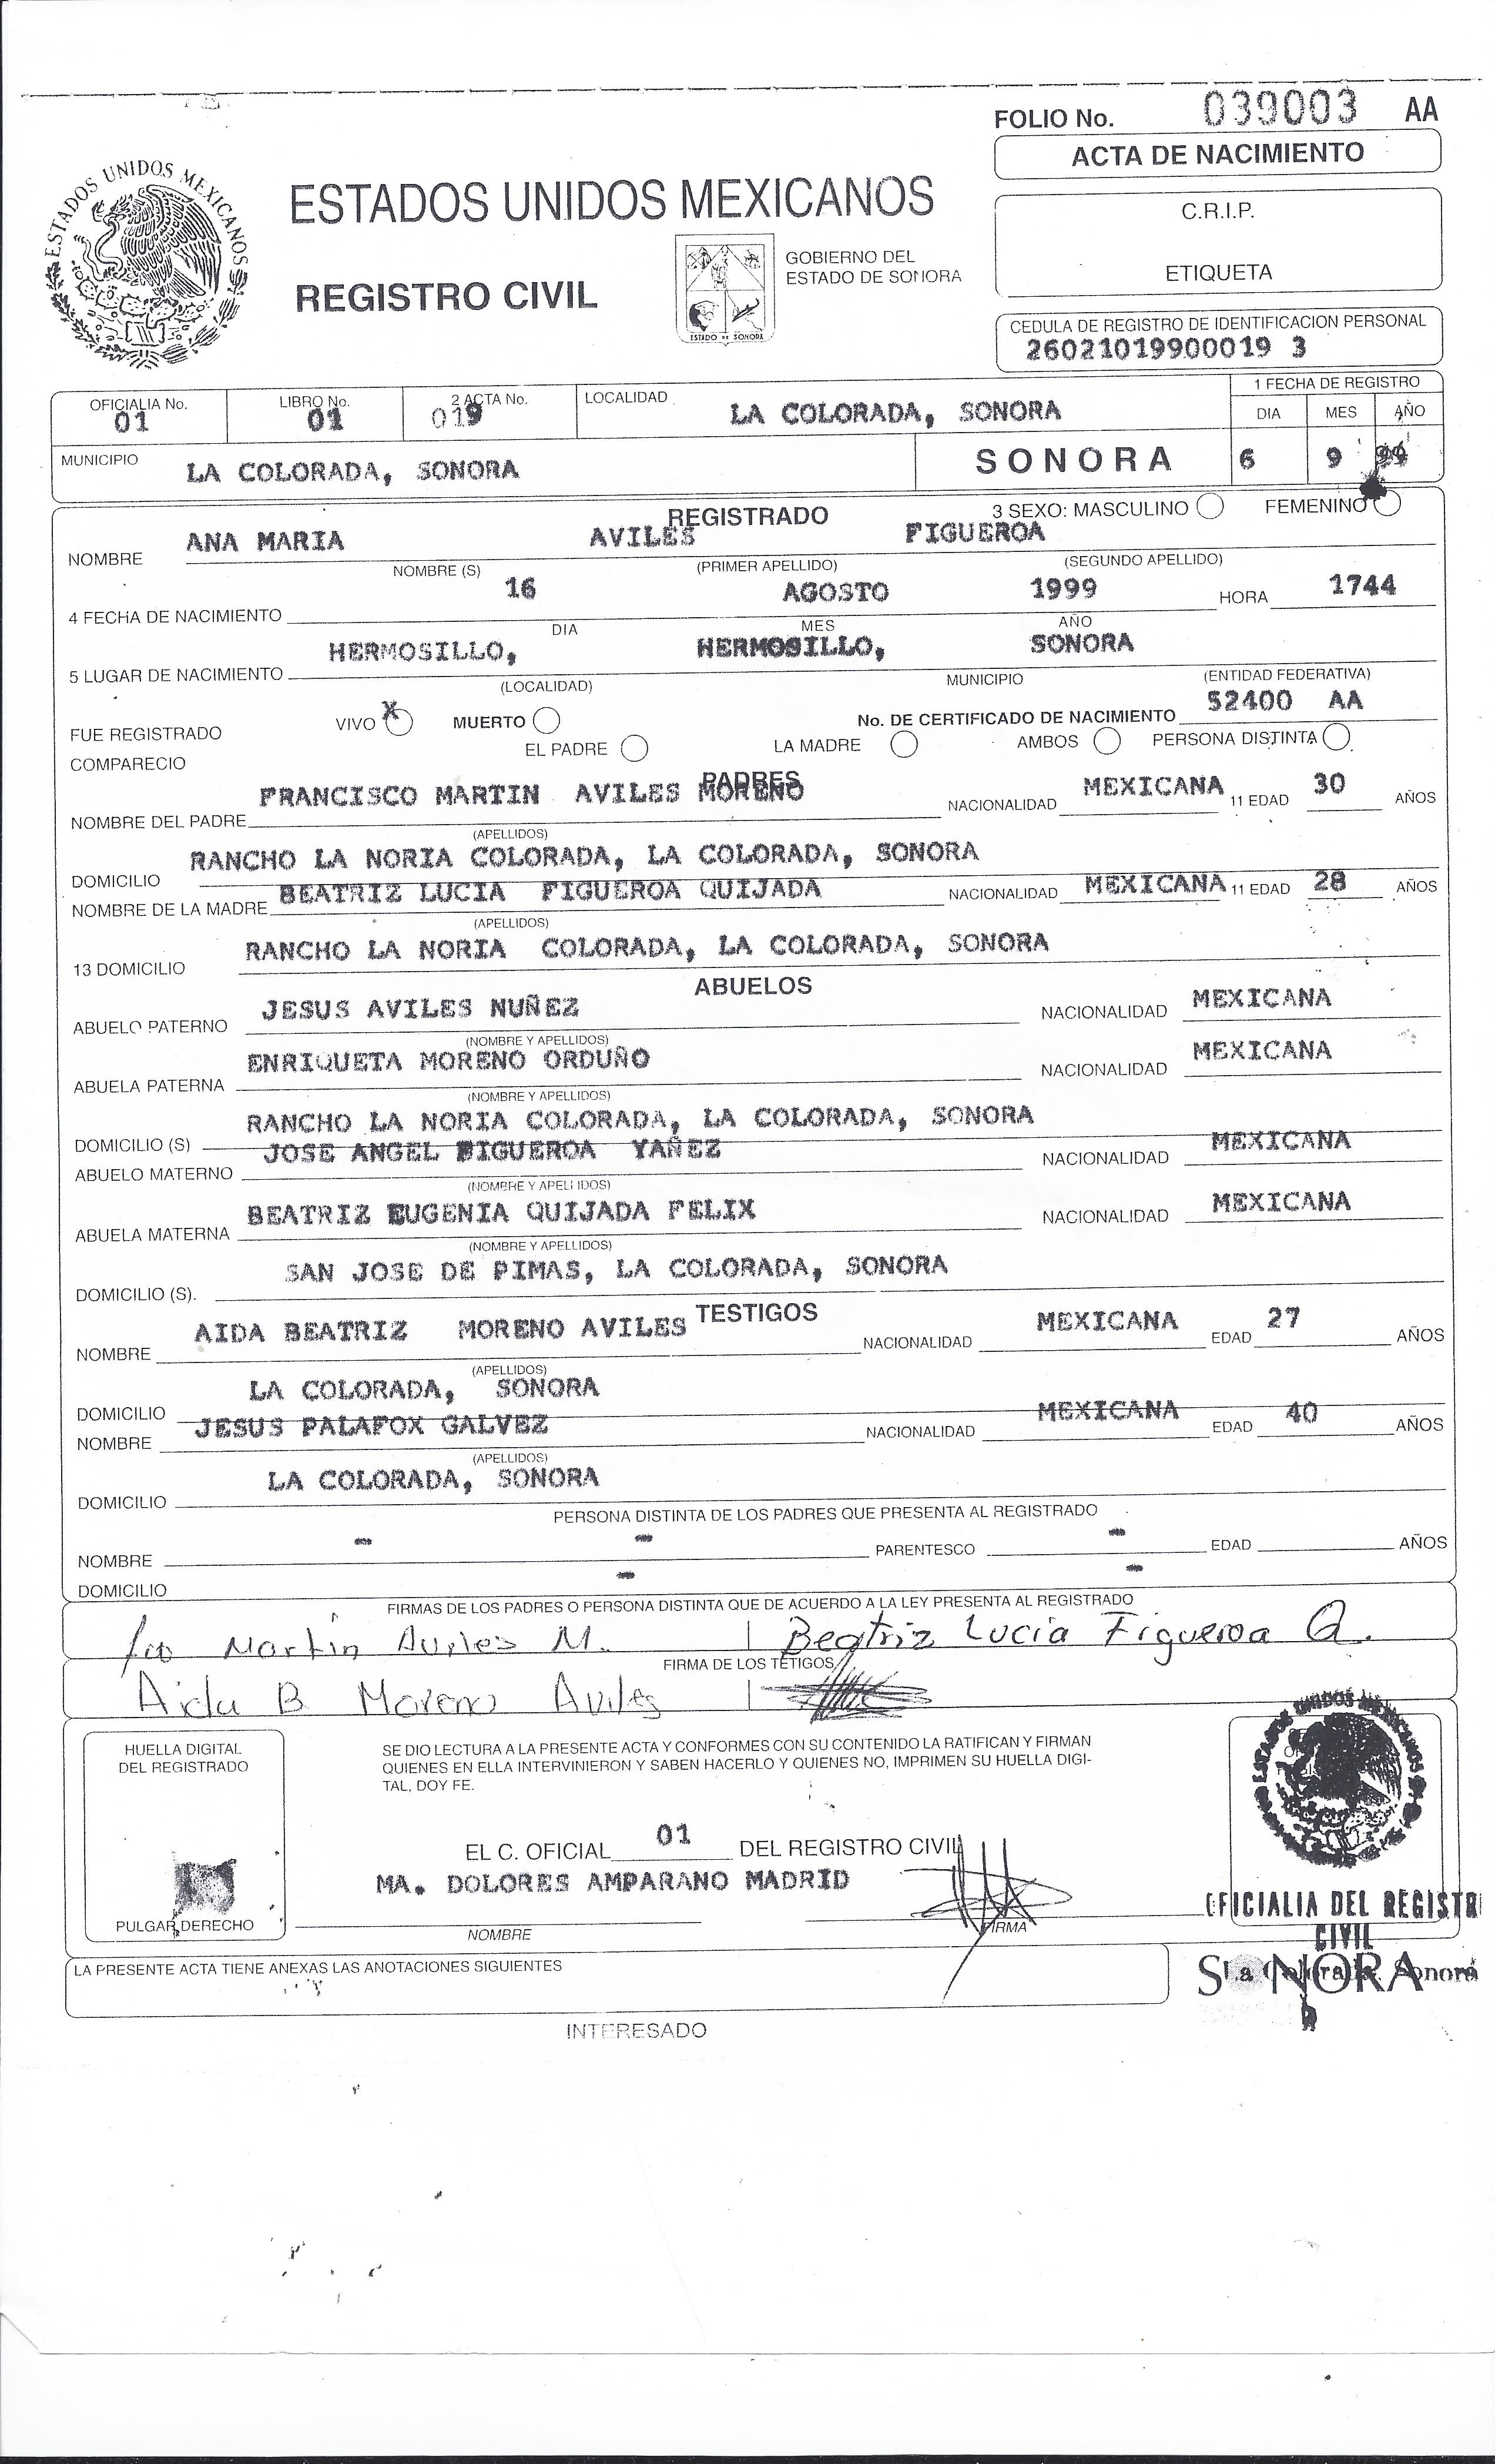 FOLIO No. 039003 AA
ACTA DE NACIMIENTO
ESTADOS UNIDOS MEXICANOS
ESTADOS UNIDOS MEXICANOS
C.R.I.P.
ETIQUETA
GOBIERNO DEL
ESTADO DE SONORA
REGISTRO CIVIL
ESTADO DE SONORA
CEDULA DE REGISTRO DE IDENTIFICACION PERSONAL
26021019900019 3
OFICIALIA No. LIBRO No. 2 ACTA No. LOCALIDAD 1 FECHA DE REGISTRO
01 01 019 LA COLORADA, SONORA DIA MES AÑO
MUNICIPIO LA COLORADA, SONORA SONORA 6 9 99
REGISTRADO 3 SEXO: MASCULINO FEMENINO
NOMBRE ANA MARIA AVILES FIGUEROA
NOMBRE (S) (PRIMER APELLIDO) (SEGUNDO APELLIDO)
4 FECHA DE NACIMIENTO 16 AGOSTO 1999 HORA 1744
DIA MES AÑO
5 LUGAR DE NACIMIENTO HERMOSILLO, HERMOSILLO, SONORA
(LOCALIDAD) MUNICIPIO (ENTIDAD FEDERATIVA)
FUE REGISTRADO VIVO X MUERTO No. DE CERTIFICADO DE NACIMIENTO 52400 AA
COMPARECIO EL PADRE LA MADRE AMBOS PERSONA DISTINTA
PADRES
NOMBRE DEL PADRE FRANCISCO MARTIN AVILES MORENO NACIONALIDAD MEXICANA 11 EDAD 30 AÑOS
(APELLIDOS)
DOMICILIO RANCHO LA NORIA COLORADA, LA COLORADA, SONORA
NOMBRE DE LA MADRE BEATRIZ LUCIA FIGUEROA QUIJADA NACIONALIDAD MEXICANA 11 EDAD 28 AÑOS
(APELLIDOS)
13 DOMICILIO RANCHO LA NORIA COLORADA, LA COLORADA, SONORA
ABUELOS
ABUELO PATERNO JESUS AVILES NUÑEZ NACIONALIDAD MEXICANA
(NOMBRE Y APELLIDOS)
ABUELA PATERNA ENRIQUETA MORENO ORDUÑO NACIONALIDAD MEXICANA
(NOMBRE Y APELLIDOS)
DOMICILIO (S) RANCHO LA NORIA COLORADA, LA COLORADA, SONORA
ABUELO MATERNO JOSE ANGEL FIGUEROA YAÑEZ NACIONALIDAD MEXICANA
(NOMBRE Y APELLIDOS)
ABUELA MATERNA BEATRIZ EUGENIA QUIJADA FELIX NACIONALIDAD MEXICANA
(NOMBRE Y APELLIDOS)
DOMICILIO (S). SAN JOSE DE PIMAS, LA COLORADA, SONORA
TESTIGOS
NOMBRE AIDA BEATRIZ MORENO AVILES NACIONALIDAD MEXICANA EDAD 27 AÑOS
(APELLIDOS)
DOMICILIO LA COLORADA, SONORA
NOMBRE JESUS PALAFOX GALVEZ NACIONALIDAD MEXICANA EDAD 40 AÑOS
(APELLIDOS)
DOMICILIO LA COLORADA, SONORA
PERSONA DISTINTA DE LOS PADRES QUE PRESENTA AL REGISTRADO
NOMBRE - - PARENTESCO - EDAD AÑOS
DOMICILIO - -
FIRMAS DE LOS PADRES O PERSONA DISTINTA QUE DE ACUERDO A LA LEY PRESENTA AL REGISTRADO
fco Martin Aviles M. Beatriz Lucia Figueroa Q.
FIRMA DE LOS TETIGOS
Aida B Moreno Aviles
HUELLA DIGITAL
DEL REGISTRADO
SE DIO LECTURA A LA PRESENTE ACTA Y CONFORMES CON SU CONTENIDO LA RATIFICAN Y FIRMAN
QUIENES EN ELLA INTERVINIERON Y SABEN HACERLO Y QUIENES NO, IMPRIMEN SU HUELLA DIGI-
TAL, DOY FE.
ESTADOS UNIDOS MEXICANOS
EL C. OFICIAL 01 DEL REGISTRO CIVIL
MA. DOLORES AMPARANO MADRID
PULGAR DERECHO
NOMBRE FIRMA
OFICIALIA DEL REGISTR
CIVIL
La Colorada, Sonora
SONORA
LA PRESENTE ACTA TIENE ANEXAS LAS ANOTACIONES SIGUIENTES
INTERESADO